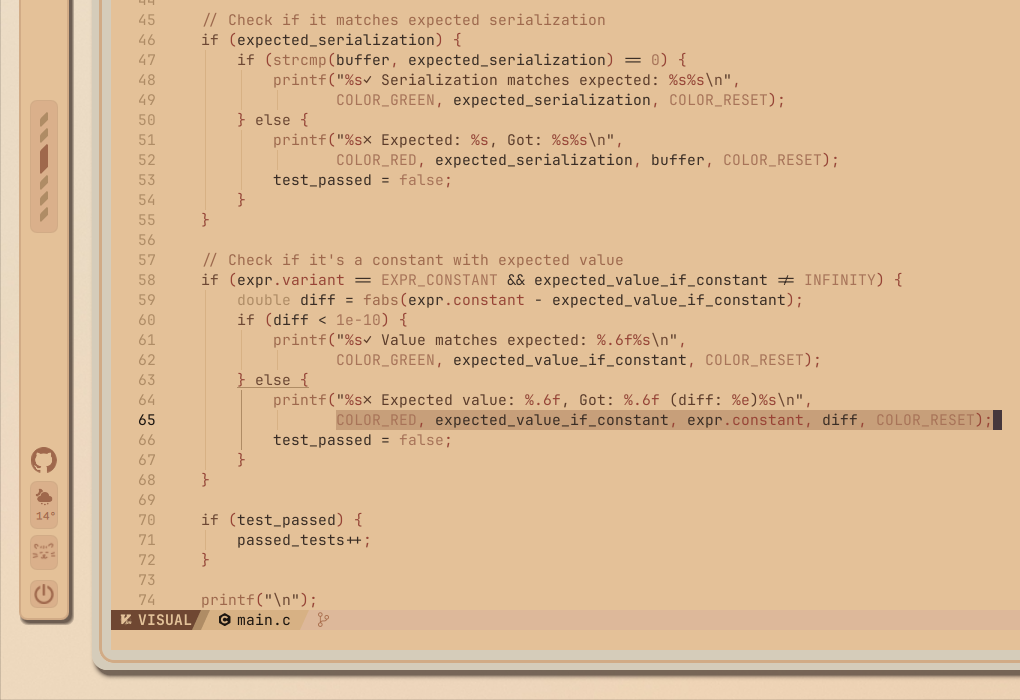 44
45 // Check if it matches expected serialization
46 if (expected_serialization) {
47 if (strcmp(buffer, expected_serialization) == 0) {
48 printf("%s✓ Serialization matches expected: %s%s\n",
49 COLOR_GREEN, expected_serialization, COLOR_RESET);
50 } else {
51 printf("%s✗ Expected: %s, Got: %s%s\n",
52 COLOR_RED, expected_serialization, buffer, COLOR_RESET);
53 test_passed = false;
54 }
55 }
56
57 // Check if it's a constant with expected value
58 if (expr.variant == EXPR_CONSTANT && expected_value_if_constant != INFINITY) {
59 double diff = fabs(expr.constant - expected_value_if_constant);
60 if (diff < 1e-10) {
61 printf("%s✓ Value matches expected: %.6f%s\n",
62 COLOR_GREEN, expected_value_if_constant, COLOR_RESET);
63 } else {
64 printf("%s✗ Expected value: %.6f, Got: %.6f (diff: %e)%s\n",
65 COLOR_RED, expected_value_if_constant, expr.constant, diff, COLOR_RESET);
66 test_passed = false;
67 }
68 }
69
70 if (test_passed) {
71 passed_tests++;
72 }
73
74 printf("\n");
VISUAL main.c
14°